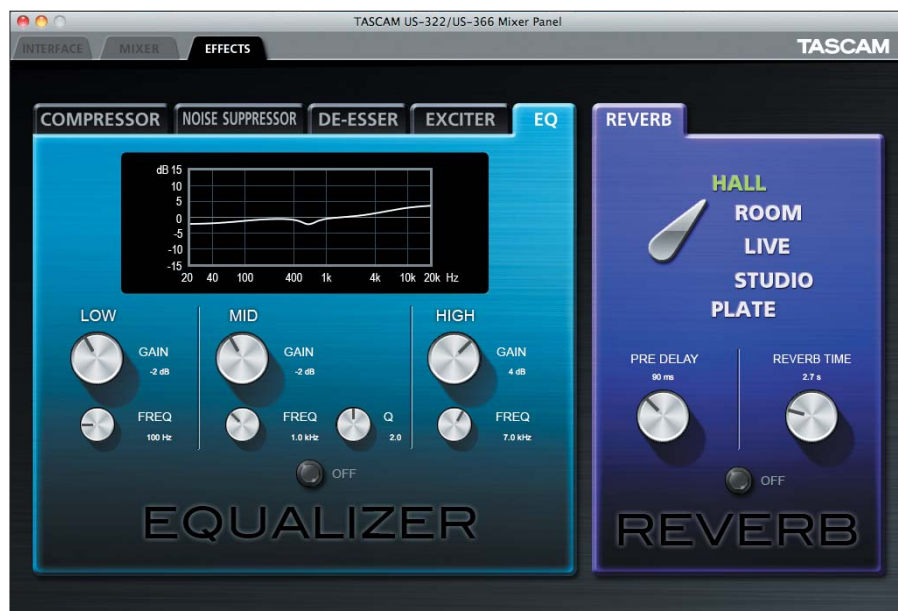 TASCAM US-322/US-366 Mixer Panel
INTERFACE MIXER EFFECTS
TASCAM
COMPRESSOR NOISE SUPPRESSOR DE-ESSER EXCITER EQ
dB 15
10
5
0
-5
-10
-15
20 40 100 400 1k 4k 10k 20k Hz
LOW
GAIN
-2 dB
FREQ
100 Hz
MID
GAIN
-2 dB
FREQ
1.0 kHz
Q
2.0
HIGH
GAIN
4 dB
FREQ
7.0 kHz
OFF
EQUALIZER
REVERB
HALL
ROOM
LIVE
STUDIO
PLATE
PRE DELAY
90 ms
REVERB TIME
2.7 s
OFF
REVERB